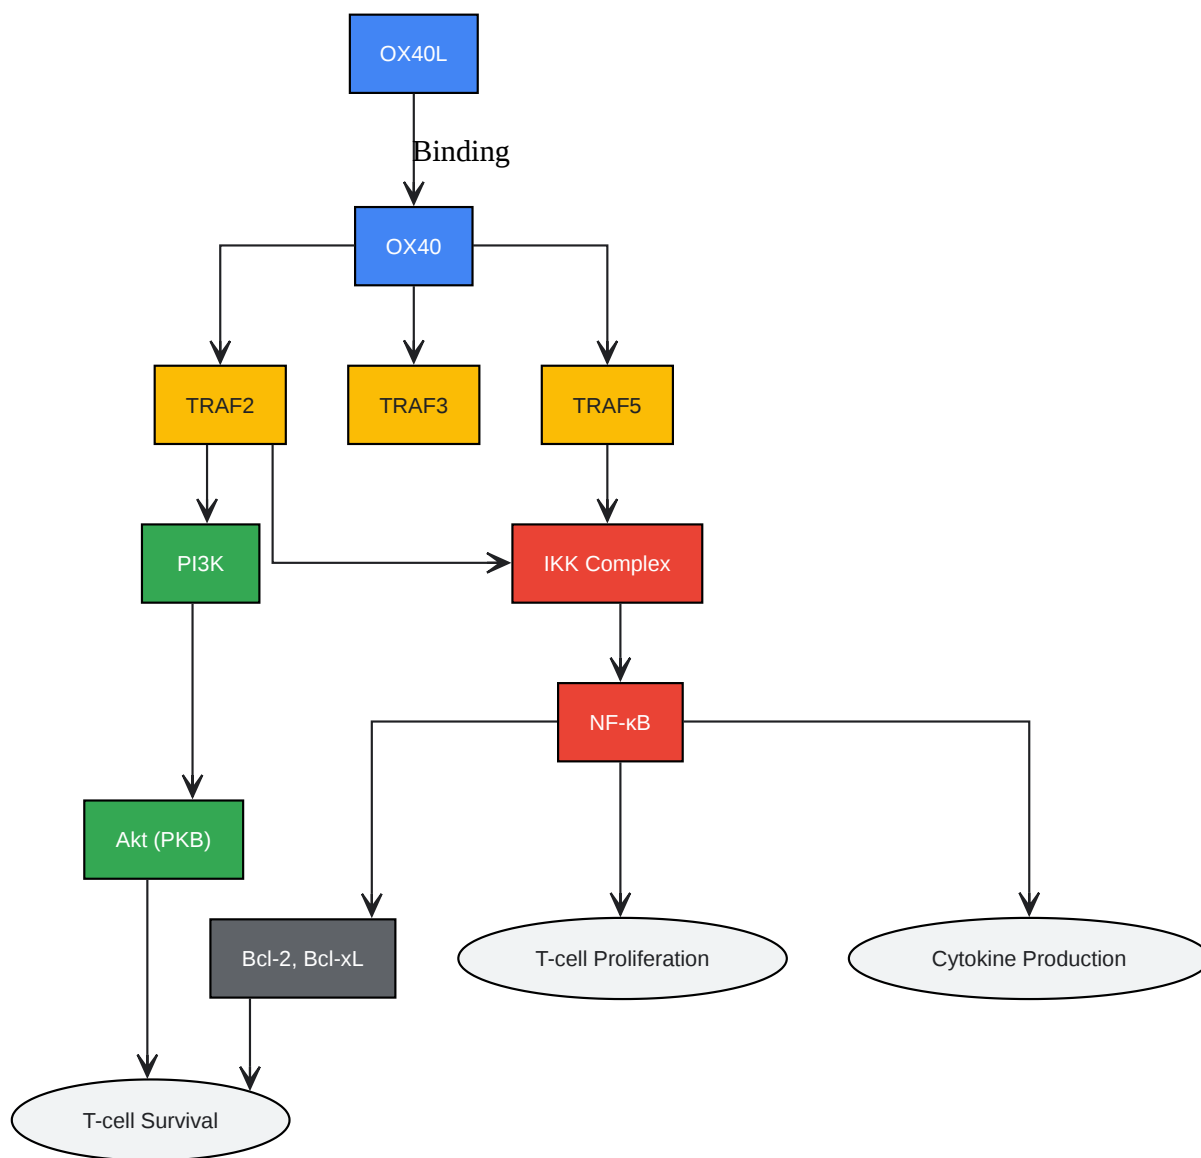 OX40L
Binding
OX40
TRAF2
TRAF3
TRAF5
PI3K
IKK Complex
NF-κB
Akt (PKB)
Bcl-2, Bcl-xL
T-cell Proliferation
Cytokine Production
T-cell Survival